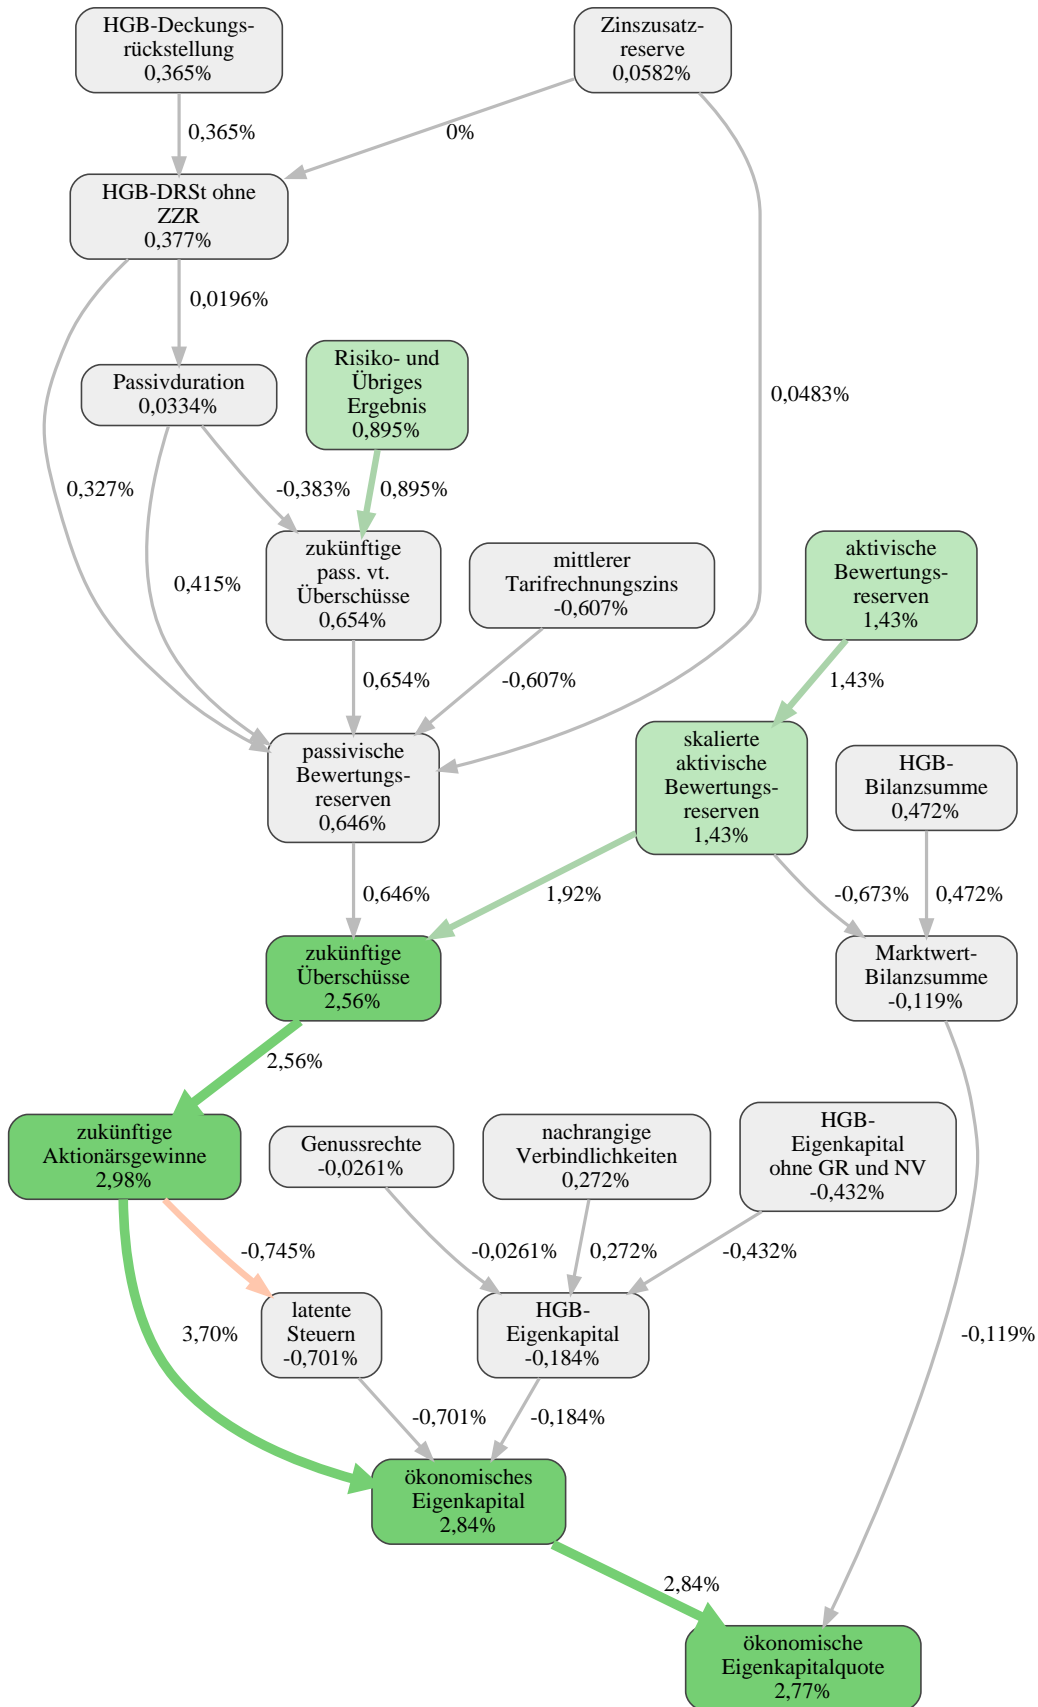 HGB-Deckungs-
rückstellung
0,365%
Zinszusatz-
reserve
0,0582%
0,365%
0%
HGB-DRSt ohne
ZZR
0,377%
0,0196%
Risiko- und
Übriges
Ergebnis
0,895%
Passivduration
0,0334%
0,0483%
0,327%
-0,383%
0,895%
0,415%
zukünftige
pass. vt.
Überschüsse
0,654%
mittlerer
Tarifrechnungszins
-0,607%
aktivische
Bewertungs-
reserven
1,43%
0,654%
-0,607%
1,43%
passivische
Bewertungs-
reserven
0,646%
skalierte
aktivische
Bewertungs-
reserven
1,43%
HGB-
Bilanzsumme
0,472%
0,646%
1,92%
-0,673%
0,472%
zukünftige
Überschüsse
2,56%
Marktwert-
Bilanzsumme
-0,119%
2,56%
zukünftige
Aktionärsgewinne
2,98%
Genussrechte
-0,0261%
nachrangige
Verbindlichkeiten
0,272%
HGB-
Eigenkapital
ohne GR und NV
-0,432%
-0,745%
-0,0261%
0,272%
-0,432%
3,70%
latente
Steuern
-0,701%
HGB-
Eigenkapital
-0,184%
-0,119%
-0,701%
-0,184%
ökonomisches
Eigenkapital
2,84%
2,84%
ökonomische
Eigenkapitalquote
2,77%